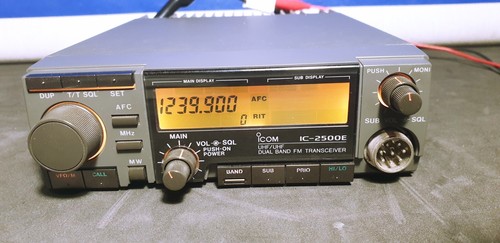 MAIN DISPLAY
SUB DISPLAY
DUP T/T SQL SET
1239.900 AFC
0 RIT
AFC
MHz
MW
MAIN
VOL SQL
PUSH-ON
POWER
ICOM
IC-2500E
UHF/UHF
DUAL BAND FM TRANSCEIVER
PUSH MONI
SUB SQL
CALL
BAND SUB PRIO HI/LO